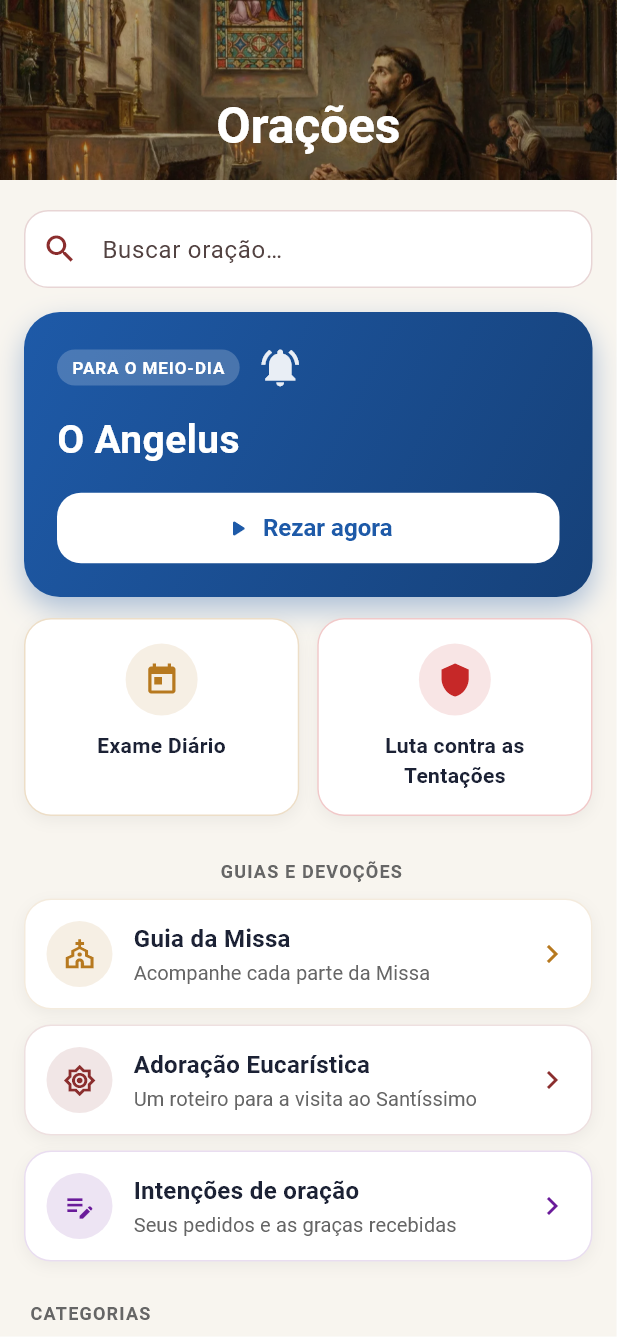 Orações
Buscar oração...
PARA O MEIO-DIA
O Angelus
Rezar agora
Exame Diário
Luta contra as
Tentações
GUIAS E DEVOÇÕES
Guia da Missa
Acompanhe cada parte da Missa
Adoração Eucarística
Um roteiro para a visita ao Santíssimo
Intenções de oração
Seus pedidos e as graças recebidas
CATEGORIAS